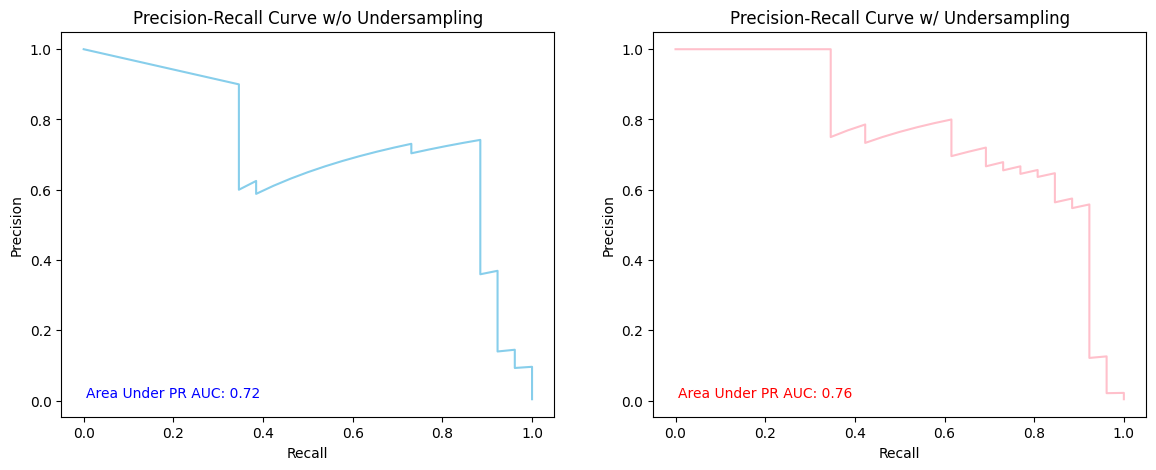 Precision-Recall Curve w/o Undersampling
1.0
0.8
0.6
0.4
0.2
0.0
Precision
Area Under PR AUC: 0.72
0.0 0.2 0.4 0.6 0.8 1.0
Recall
Precision-Recall Curve w/ Undersampling
1.0
0.8
0.6
0.4
0.2
0.0
Precision
Area Under PR AUC: 0.76
0.0 0.2 0.4 0.6 0.8 1.0
Recall